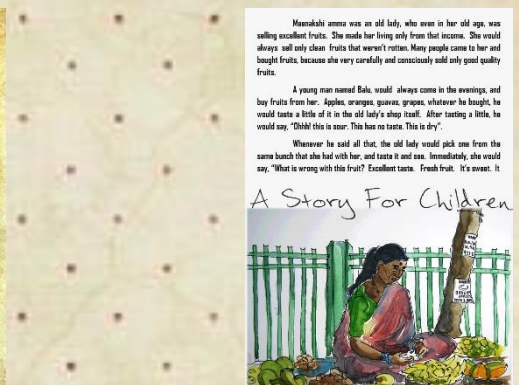 Meenakshi amma was an old lady, who even in her old age, was
selling excellent fruits. She made her living only from that income. She would
always sell only clean fruits that weren't rotten. Many people came to her and
bought fruits, because she very carefully and consciously sold only good quality
fruits.
A young man named Balu, would always come in the evenings, and
buy fruits from her. Apples, oranges, guavas, grapes, whatever he bought, he
would taste a little of it in the old lady's shop itself. After tasting a little, he
would say, "Ohhh! this is sour. This has no taste. This is dry".
Whenever he said all that, the old lady would pick one from the
same bunch that she had with her, and taste it and see. Immediately, she would
say, "What is wrong with this fruit? Excellent taste. Fresh fruit. It's sweet. It
A Story For Children